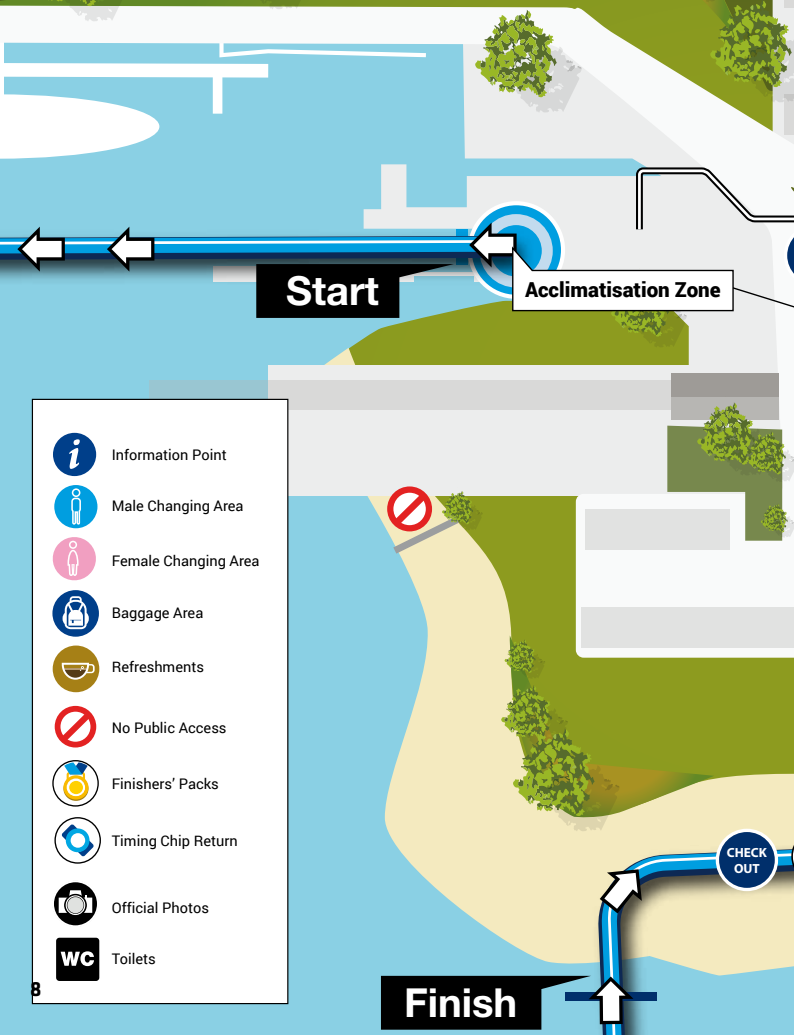 Start
Acclimatisation Zone
i
Information Point
Male Changing Area
Female Changing Area
Baggage Area
Refreshments
No Public Access
Finishers' Packs
Timing Chip Return
Official Photos
WC
Toilets
8
CHECK
OUT
Finish